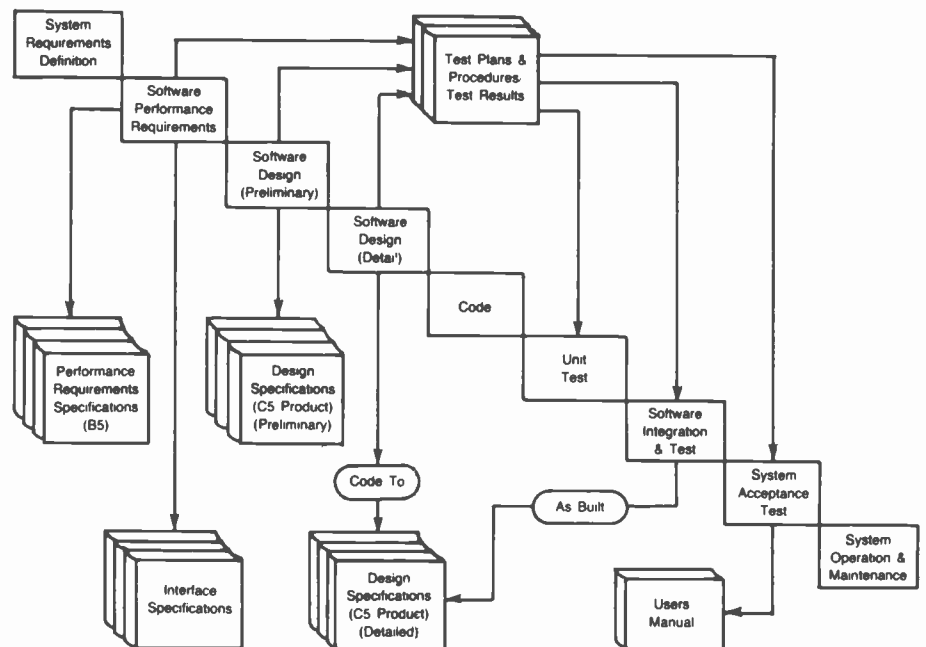 System
Requirements
Definition
Test Plans &
Procedures
Test Results
Software
Performance
Requirements
Software
Design
(Preliminary)
Software
Design
(Detail)
Code
Unit
Test
Performance
Requirements
Specifications
(B5)
Design
Specifications
(C5 Product)
(Preliminary)
Software
Integration
& Test
Code To
As Built
System
Acceptance
Test
System
Operation &
Maintenance
Interface
Specifications
Design
Specifications
(C5 Product)
(Detailed)
Users
Manual